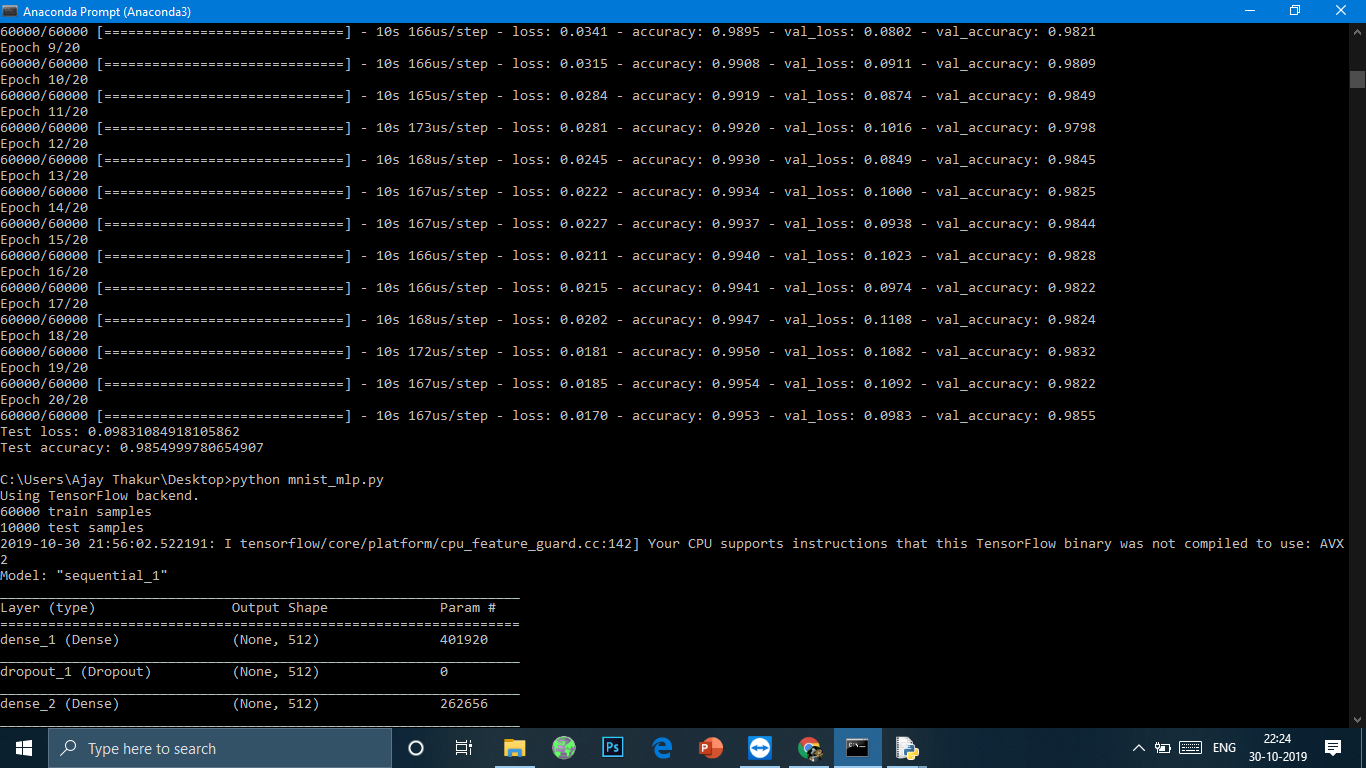 Anaconda Prompt (Anaconda3)
60000/60000 [==============================] - 10s 166us/step - loss: 0.0341 - accuracy: 0.9895 - val_loss: 0.0802 - val_accuracy: 0.9821
Epoch 9/20
60000/60000 [==============================] - 10s 166us/step - loss: 0.0315 - accuracy: 0.9908 - val_loss: 0.0911 - val_accuracy: 0.9809
Epoch 10/20
60000/60000 [==============================] - 10s 165us/step - loss: 0.0284 - accuracy: 0.9919 - val_loss: 0.0874 - val_accuracy: 0.9849
Epoch 11/20
60000/60000 [==============================] - 10s 173us/step - loss: 0.0281 - accuracy: 0.9920 - val_loss: 0.1016 - val_accuracy: 0.9798
Epoch 12/20
60000/60000 [==============================] - 10s 168us/step - loss: 0.0245 - accuracy: 0.9930 - val_loss: 0.0849 - val_accuracy: 0.9845
Epoch 13/20
60000/60000 [==============================] - 10s 167us/step - loss: 0.0222 - accuracy: 0.9934 - val_loss: 0.1000 - val_accuracy: 0.9825
Epoch 14/20
60000/60000 [==============================] - 10s 167us/step - loss: 0.0227 - accuracy: 0.9937 - val_loss: 0.0938 - val_accuracy: 0.9844
Epoch 15/20
60000/60000 [==============================] - 10s 166us/step - loss: 0.0211 - accuracy: 0.9940 - val_loss: 0.1023 - val_accuracy: 0.9828
Epoch 16/20
60000/60000 [==============================] - 10s 166us/step - loss: 0.0215 - accuracy: 0.9941 - val_loss: 0.0974 - val_accuracy: 0.9822
Epoch 17/20
60000/60000 [==============================] - 10s 168us/step - loss: 0.0202 - accuracy: 0.9947 - val_loss: 0.1108 - val_accuracy: 0.9824
Epoch 18/20
60000/60000 [==============================] - 10s 172us/step - loss: 0.0181 - accuracy: 0.9950 - val_loss: 0.1082 - val_accuracy: 0.9832
Epoch 19/20
60000/60000 [==============================] - 10s 167us/step - loss: 0.0185 - accuracy: 0.9954 - val_loss: 0.1092 - val_accuracy: 0.9822
Epoch 20/20
60000/60000 [==============================] - 10s 167us/step - loss: 0.0170 - accuracy: 0.9953 - val_loss: 0.0983 - val_accuracy: 0.9855
Test loss: 0.09831084918105862
Test accuracy: 0.9854999780654907
C:\Users\Ajay Thakur\Desktop>python mnist_mlp.py
Using TensorFlow backend.
60000 train samples
10000 test samples
2019-10-30 21:56:02.522191: I tensorflow/core/platform/cpu_feature_guard.cc:142] Your CPU supports instructions that this TensorFlow binary was not compiled to use: AVX
2
Model: "sequential_1"
_________________________________________________________________
Layer (type) Output Shape Param #
=================================================================
dense_1 (Dense) (None, 512) 401920
_________________________________________________________________
dropout_1 (Dropout) (None, 512) 0
_________________________________________________________________
dense_2 (Dense) (None, 512) 262656
_________________________________________________________________
Type here to search
Ps
ENG
22:24
30-10-2019